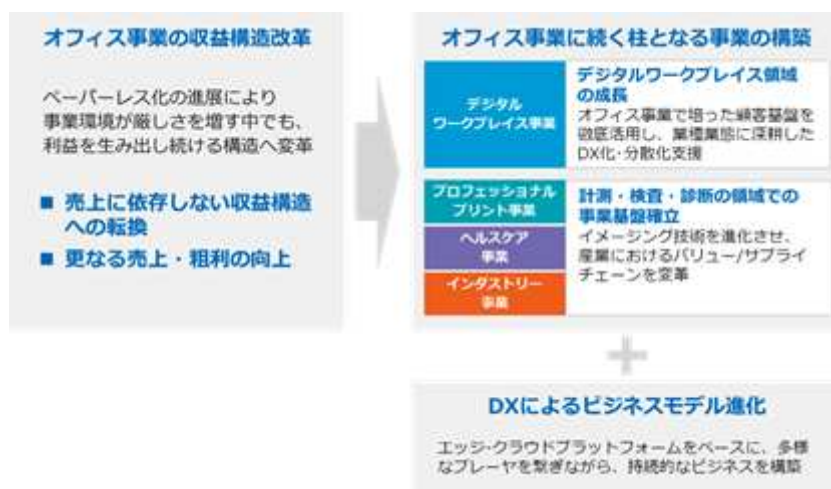 オフィス事業の収益構造改革
ペーパーレス化の進展により
事業環境が厳しさを増す中でも、
利益を生み出し続ける構造へ変革
■ 売上に依存しない収益構造
への転換
■ 更なる売上・粗利の向上
オフィス事業に続く柱となる事業の構築
デジタル
ワークプレイス事業
デジタルワークプレイス領域
の成長
オフィス事業で培った顧客基盤を
徹底活用し、業種業態に深耕した
DX化・分散化支援
プロフェッショナル
プリント事業
ヘルスケア
事業
インダストリー
事業
計測・検査・診断の領域での
事業基盤確立
イメージング技術を進化させ、
産業におけるバリュー/サプライ
チェーンを変革
+
DXによるビジネスモデル進化
エッジ-クラウドプラットフォームをベースに、多様
なプレーヤを繋ぎながら、持続的なビジネスを構築